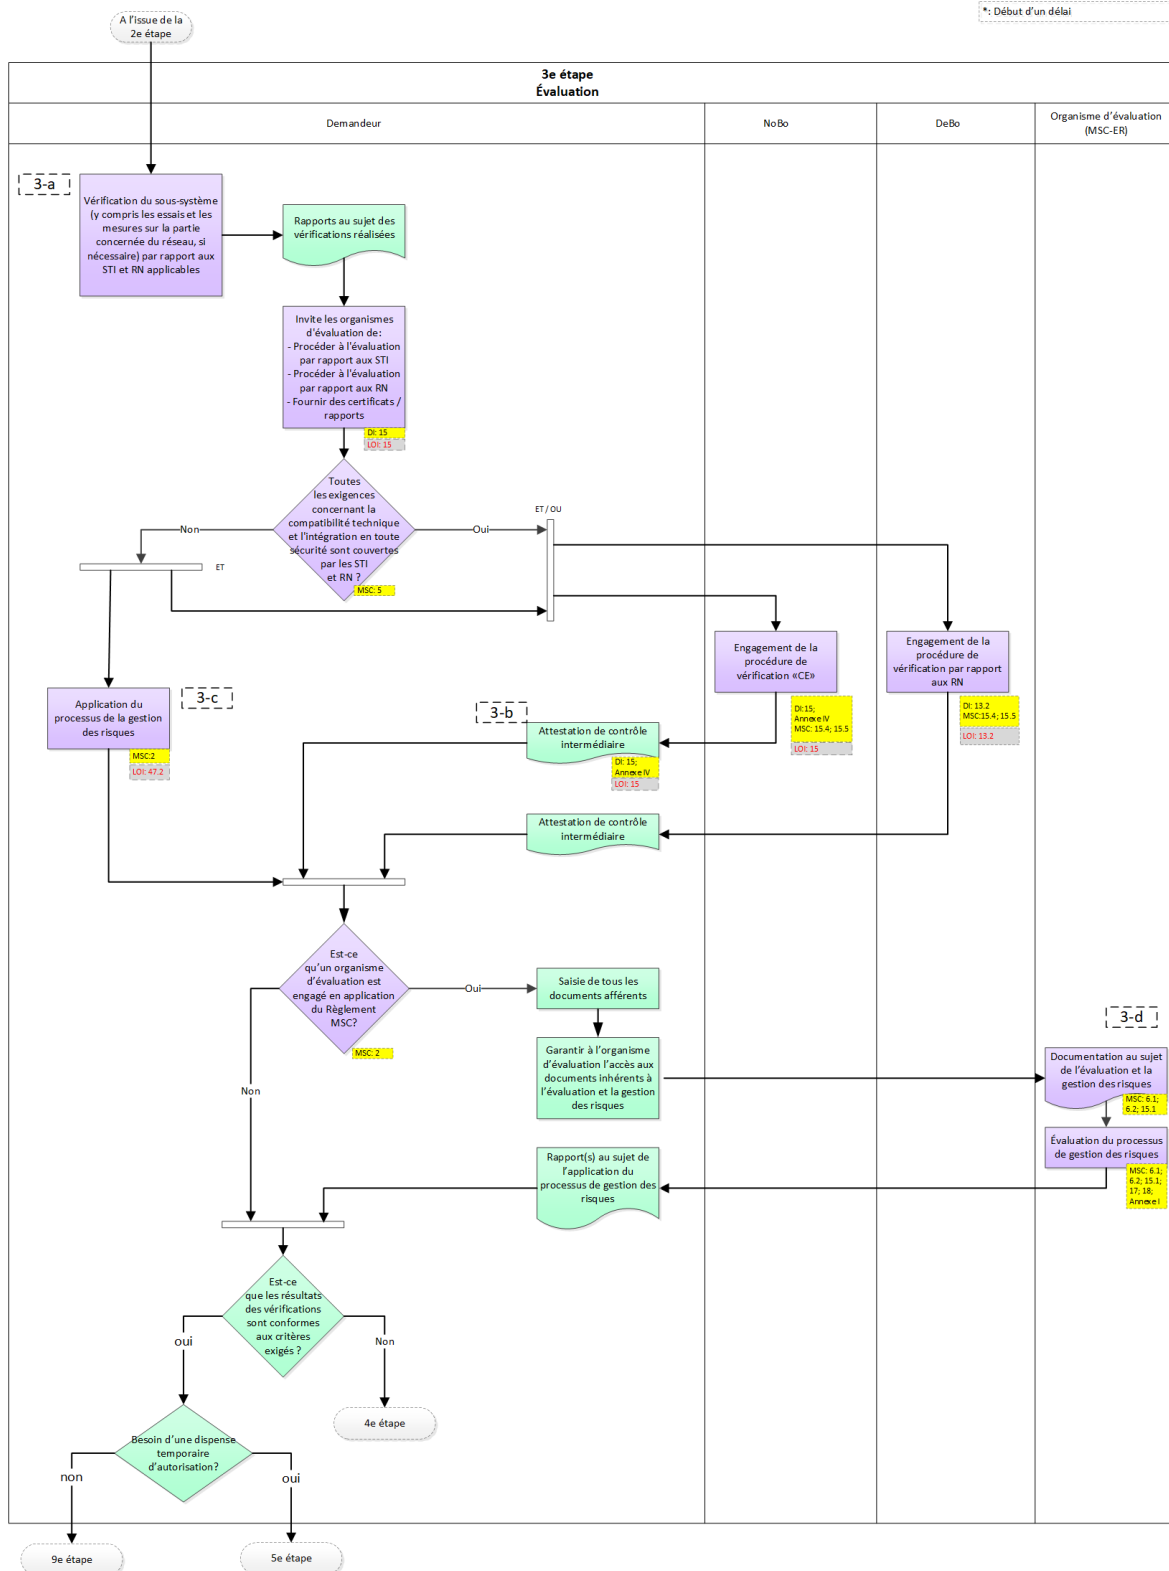 A l'issue de la
2e étape
*: Début d'un délai
3e étape
Évaluation
Demandeur
NoBo
DeBo
Organisme d'évaluation
(MSC-ER)
3-a
Vérification du sous-système
(y compris les essais et les
mesures sur la partie
concernée du réseau, si
nécessaire) par rapport aux
STI et RN applicables
Rapports au sujet des
vérifications réalisées
Invite les organismes
d'évaluation de:
- Procéder à l'évaluation
par rapport aux STI
- Procéder à l'évaluation
par rapport aux RN
- Fournir des certificats /
rapports
DI: 15
LOI: 15
Toutes
les exigences
concernant la
compatibilité technique
et l'intégration en toute
sécurité sont couvertes
par les STI
et RN ?
MSC: 5
Non
Oui
ET / OU
ET
Engagement de la
procédure de
vérification «CE»
DI:15;
Annexe IV
MSC: 15.4; 15.5
LOI: 15
Engagement de la
procédure de
vérification par rapport
aux RN
DI: 13.2
MSC:15.4; 15.5
LOI: 13.2
Application du
processus de la gestion
des risques
MSC:2
LOI: 47.2
3-c
3-b
Attestation de contrôle
intermédiaire
DI: 15;
Annexe IV
LOI: 15
Attestation de contrôle
intermédiaire
Est-ce
qu'un organisme
d'évaluation est
engagé en application
du Règlement
MSC?
MSC: 2
Oui
Non
Saisie de tous les
documents afférents
Garantir à l'organisme
d'évaluation l'accès aux
documents inhérents à
l'évaluation et la gestion
des risques
3-d
Documentation au sujet
de l'évaluation et la
gestion des risques
MSC: 6.1;
6.2; 15.1
Évaluation du processus
de gestion des risques
MSC: 6.1;
6.2; 15.1;
17; 18;
Annexe I
Rapport(s) au sujet de
l'application du
processus de gestion des
risques
Est-ce
que les résultats
des vérifications
sont conformes
aux critères
exigés ?
oui
Non
4e étape
Besoin d'une dispense
temporaire
d'autorisation?
non
oui
9e étape
5e étape